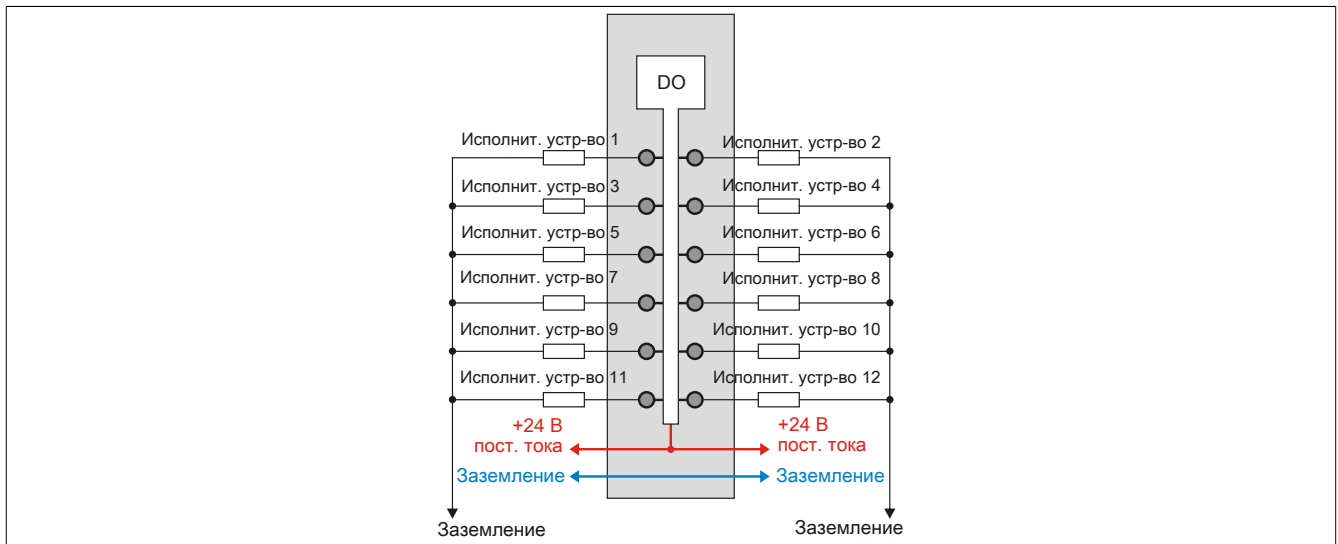 DO
Исполнит. устр-во 1
Исполнит. устр-во 2
Исполнит. устр-во 3
Исполнит. устр-во 4
Исполнит. устр-во 5
Исполнит. устр-во 6
Исполнит. устр-во 7
Исполнит. устр-во 8
Исполнит. устр-во 9
Исполнит. устр-во 10
Исполнит. устр-во 11
Исполнит. устр-во 12
+24 В
пост. тока
+24 В
пост. тока
Заземление
Заземление
Заземление
Заземление